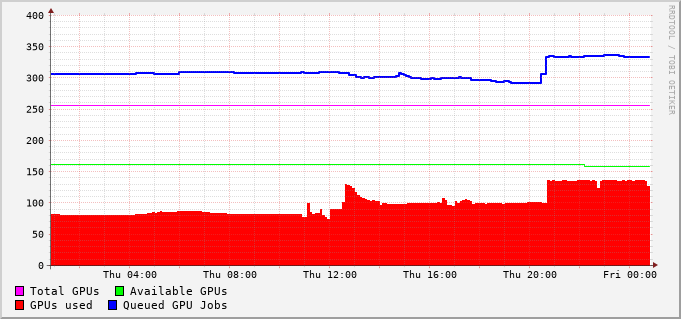 400
350
300
250
200
150
100
50
0
Thu 04:00 Thu 08:00 Thu 12:00 Thu 16:00 Thu 20:00 Fri 00:00
Total GPUs Available GPUs
GPUs used Queued GPU Jobs
RRDTOOL / TOBI OETIKER